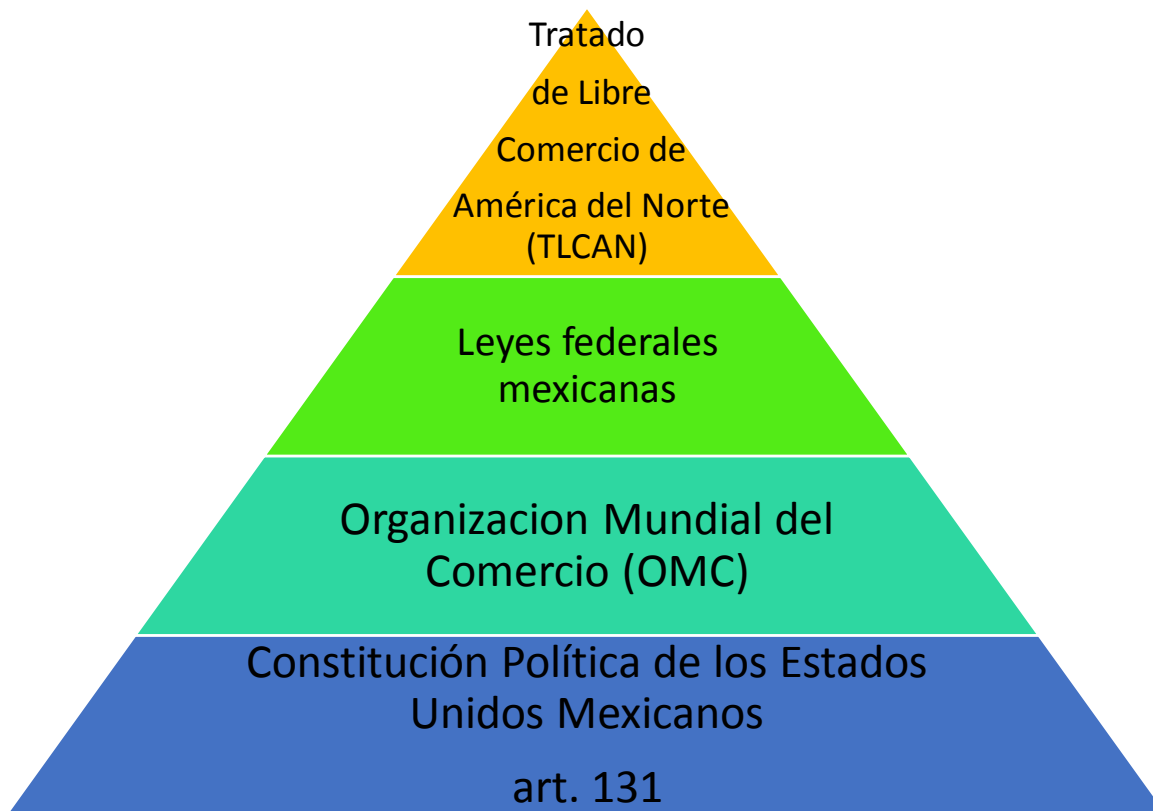 Tratado
de Libre
Comercio de
América del Norte
(TLCAN)
Leyes federales
mexicanas
Organizacion Mundial del
Comercio (OMC)
Constitución Política de los Estados
Unidos Mexicanos
art. 131